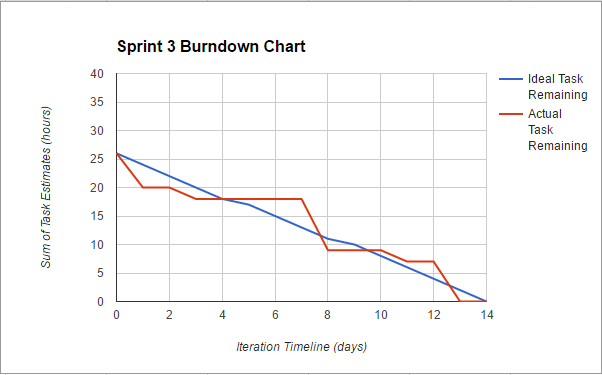 Sprint 3 Burndown Chart
40
35
30
25
20
15
10
5
0
Sum of Task Estimates (hours)
0 2 4 6 8 10 12 14
Iteration Timeline (days)
Ideal Task
Remaining
Actual
Task
Remaining